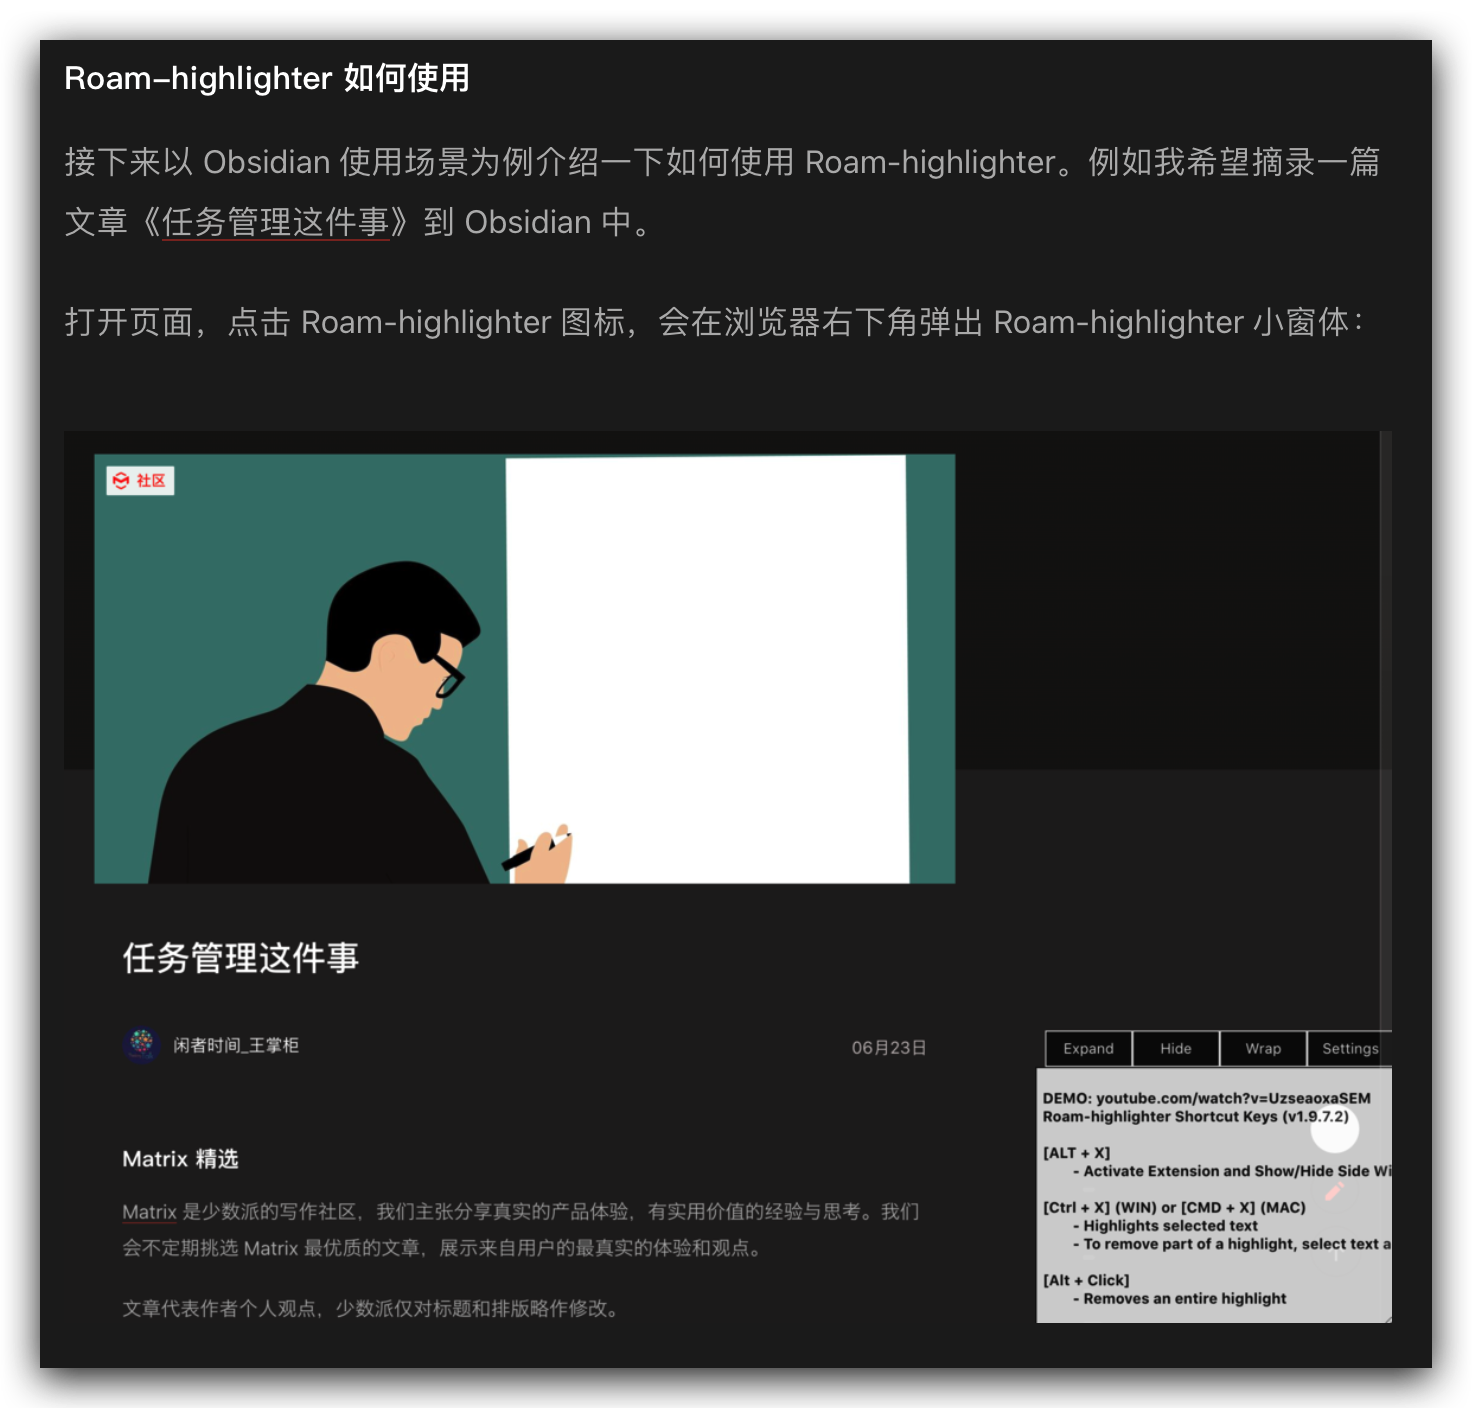 Roam-highlighter 如何使用
接下来以 Obsidian 使用场景为例介绍一下如何使用 Roam-highlighter。例如我希望摘录一篇
文章《任务管理这件事》到 Obsidian 中。
打开页面，点击 Roam-highlighter 图标，会在浏览器右下角弹出 Roam-highlighter 小窗体：
社区
任务管理这件事
闲者时间_王掌柜
06月23日
Matrix 精选
Matrix 是少数派的写作社区，我们主张分享真实的产品体验，有实用价值的经验与思考。我们
会不定期挑选 Matrix 最优质的文章，展示来自用户的最真实的体验和观点。
文章代表作者个人观点，少数派仅对标题和排版略作修改。
Expand Hide Wrap Settings
DEMO: youtube.com/watch?v=UzseaoxaSEM
Roam-highlighter Shortcut Keys (v1.9.7.2)
[ALT + X]
- Activate Extension and Show/Hide Side Wi
[Ctrl + X] (WIN) or [CMD + X] (MAC)
- Highlights selected text
- To remove part of a highlight, select text a
[Alt + Click]
- Removes an entire highlight